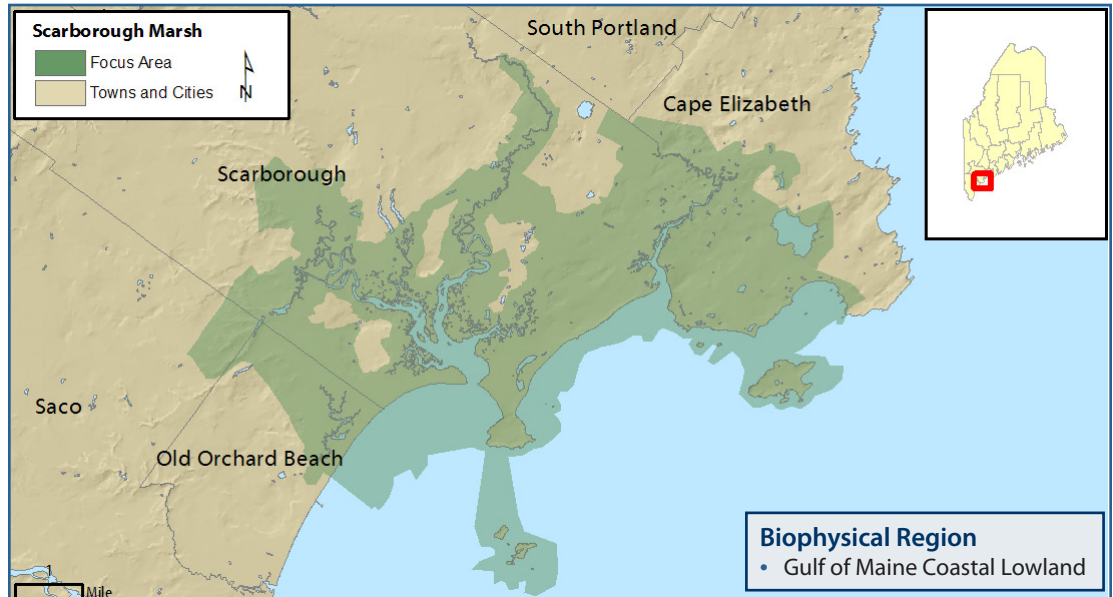 Scarborough Marsh
Focus Area
Towns and Cities
N
South Portland
Cape Elizabeth
Scarborough
Saco
Old Orchard Beach
Biophysical Region
• Gulf of Maine Coastal Lowland
1
Mile